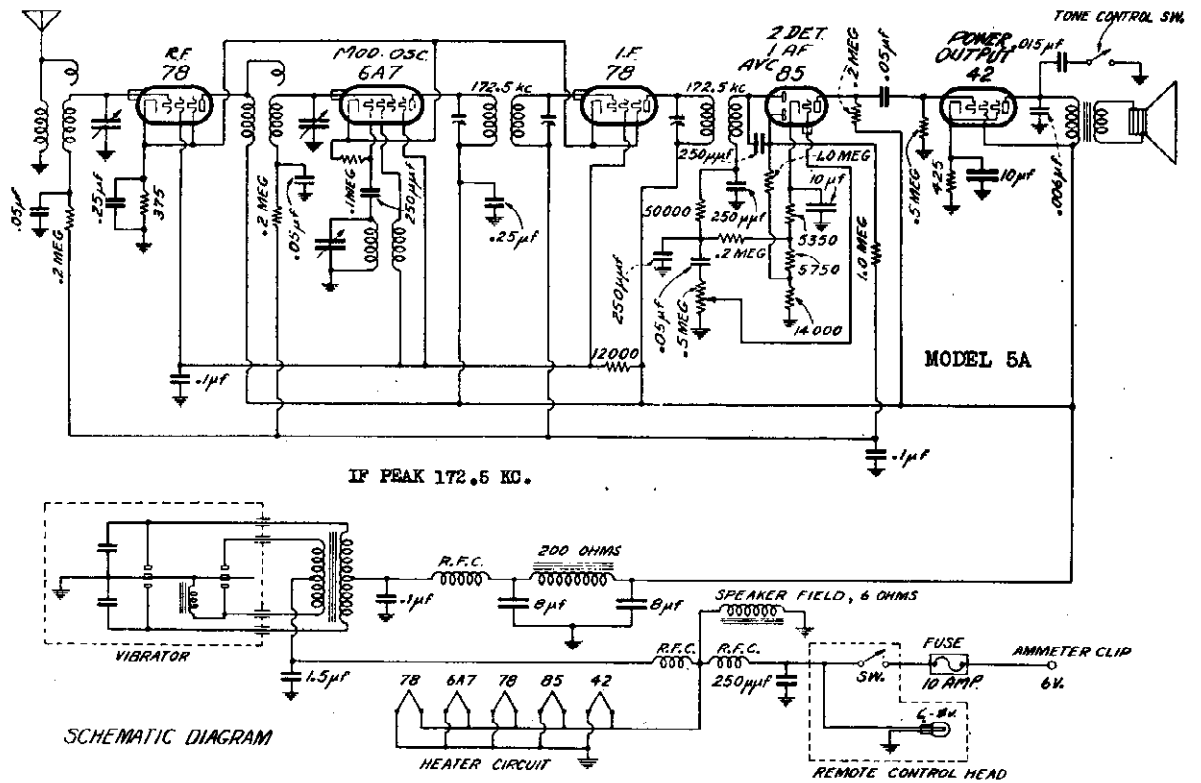 TONE CONTROL SW.
R.F.
78
MOD. OSC.
6A7
I.F.
78
2 DET.
1 AF
AVC
85
.2 MEG
.05µf
POWER
OUTPUT
42
.015µf
172.5 KC
172.5 KC
.05µf
.2 MEG
.25µf
375
.2 MEG
.05µf
.1MEG
250µµf
.25µf
250µµf
50000
250µµf
.2 MEG
250µµf
.05µf
.5MEG
1.0 MEG
10µf
5350
5750
14000
1.0 MEG
.5 MEG
425
10µf
.006µf
12000
.1µf
MODEL 5A
.1µf
IF PEAK 172.5 KC.
VIBRATOR
.1µf
R.F.C.
200 OHMS
8µf
8µf
SPEAKER FIELD, 6 OHMS
1.5µf
R.F.C.
R.F.C.
250µµf
SW.
FUSE
10 AMP.
AMMETER CLIP
6V.
78
6A7
78
85
42
HEATER CIRCUIT
SCHEMATIC DIAGRAM
REMOTE CONTROL HEAD